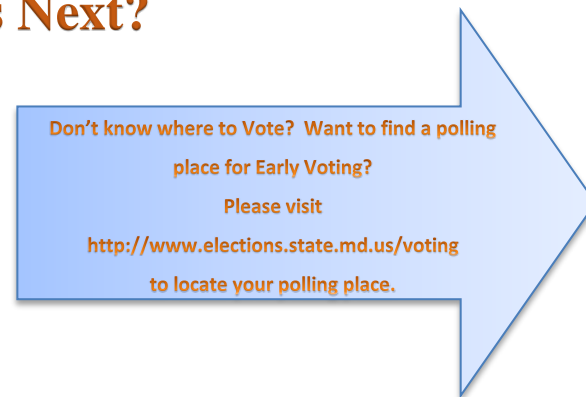 s Next?
Don't know where to Vote?  Want to find a polling
place for Early Voting?
Please visit
http://www.elections.state.md.us/voting
to locate your polling place.